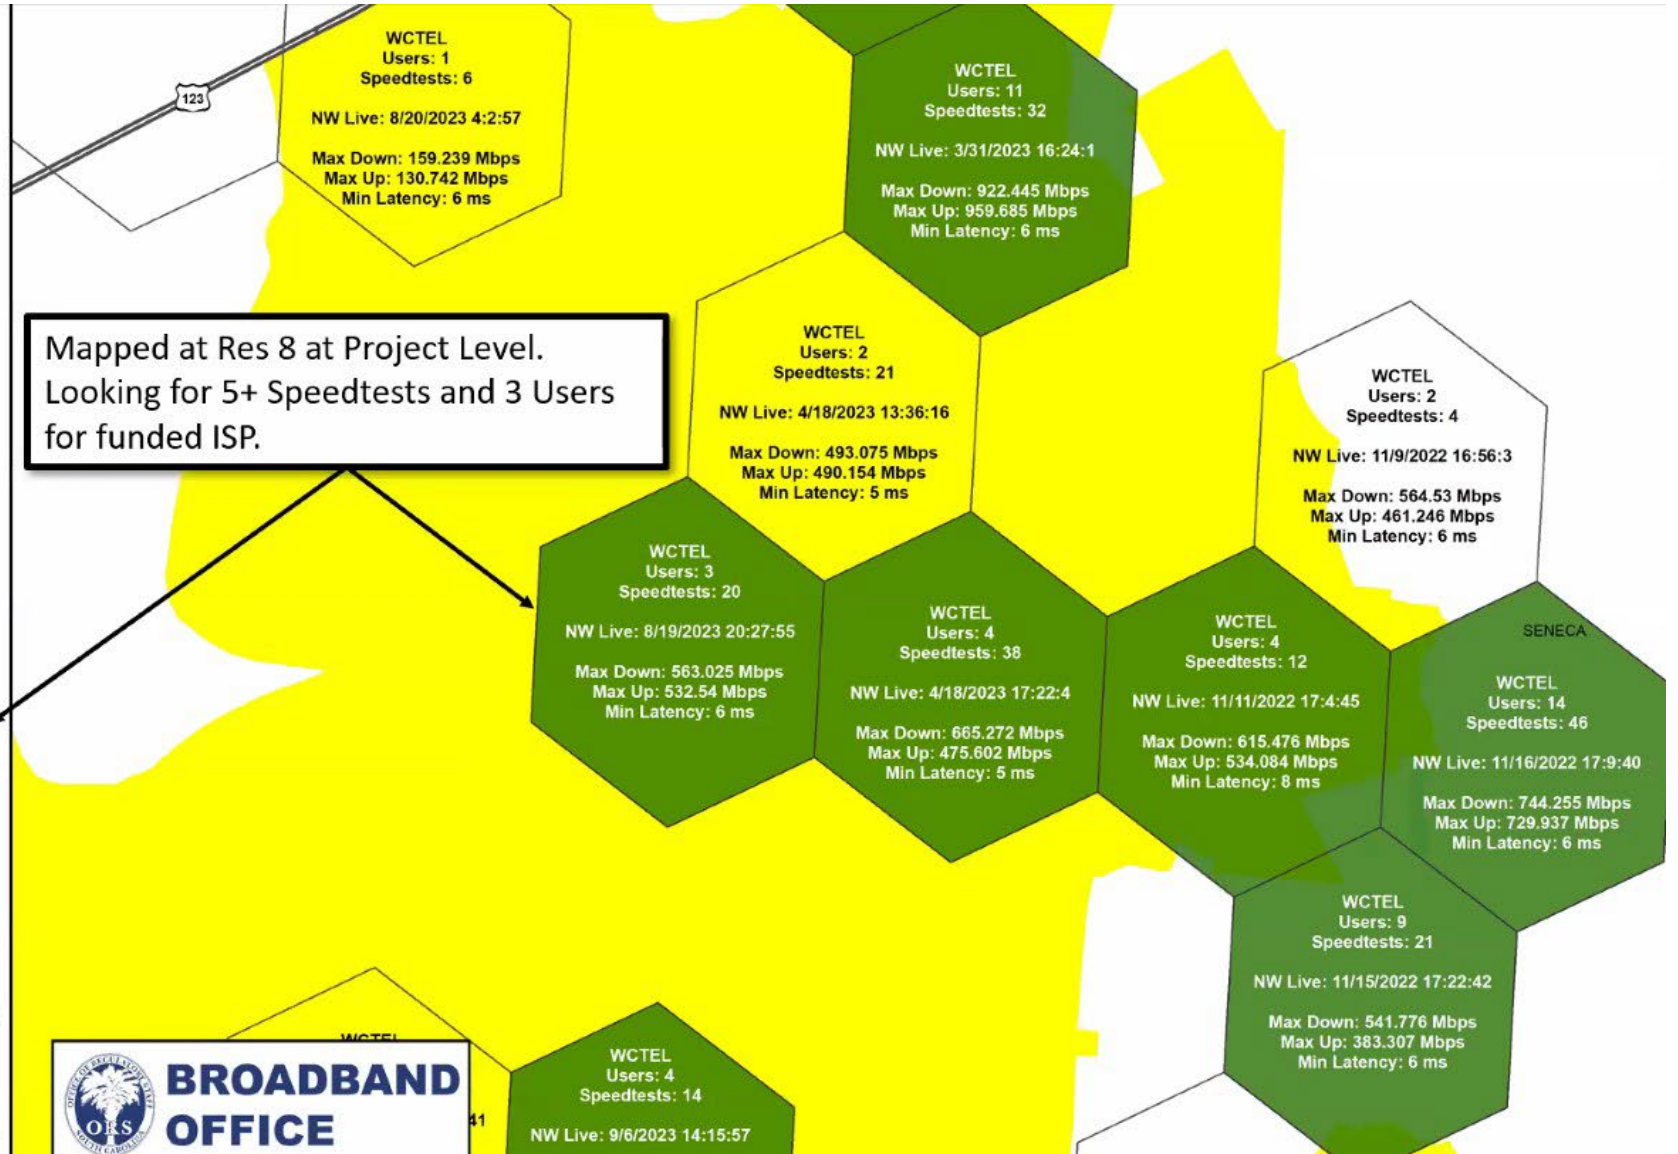 WCTEL
Users: 1
Speedtests: 6
NW Live: 8/20/2023 4:2:57
Max Down: 159.239 Mbps
Max Up: 130.742 Mbps
Min Latency: 6 ms
123
WCTEL
Users: 11
Speedtests: 32
NW Live: 3/31/2023 16:24:1
Max Down: 922.445 Mbps
Max Up: 959.685 Mbps
Min Latency: 6 ms
Mapped at Res 8 at Project Level.
Looking for 5+ Speedtests and 3 Users
for funded ISP.
WCTEL
Users: 2
Speedtests: 21
NW Live: 4/18/2023 13:36:16
Max Down: 493.075 Mbps
Max Up: 490.154 Mbps
Min Latency: 5 ms
WCTEL
Users: 2
Speedtests: 4
NW Live: 11/9/2022 16:56:3
Max Down: 564.53 Mbps
Max Up: 461.246 Mbps
Min Latency: 6 ms
WCTEL
Users: 3
Speedtests: 20
NW Live: 8/19/2023 20:27:55
Max Down: 563.025 Mbps
Max Up: 532.54 Mbps
Min Latency: 6 ms
WCTEL
Users: 4
Speedtests: 38
NW Live: 4/18/2023 17:22:4
Max Down: 665.272 Mbps
Max Up: 475.602 Mbps
Min Latency: 5 ms
WCTEL
Users: 4
Speedtests: 12
NW Live: 11/11/2022 17:4:45
Max Down: 615.476 Mbps
Max Up: 534.084 Mbps
Min Latency: 8 ms
SENECA
WCTEL
Users: 14
Speedtests: 46
NW Live: 11/16/2022 17:9:40
Max Down: 744.255 Mbps
Max Up: 729.937 Mbps
Min Latency: 6 ms
WCTEL
Users: 9
Speedtests: 21
NW Live: 11/15/2022 17:22:42
Max Down: 541.776 Mbps
Max Up: 383.307 Mbps
Min Latency: 6 ms
WCTEL
41
WCTEL
Users: 4
Speedtests: 14
NW Live: 9/6/2023 14:15:57
OFFICE OF REGULATORY STAFF
ORS
SOUTH CAROLINA
BROADBAND
OFFICE